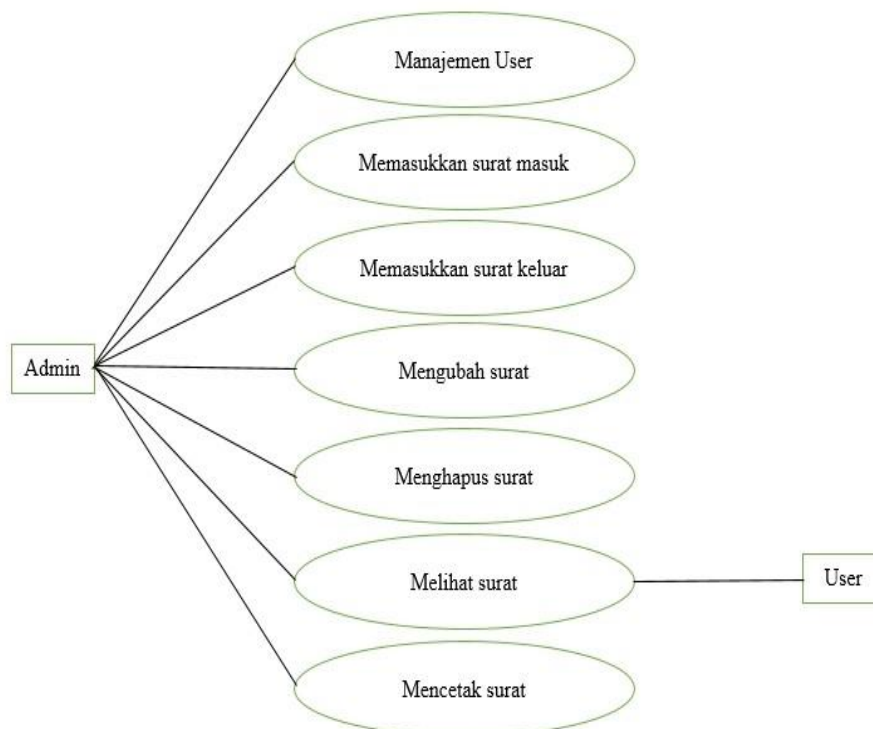 Manajemen User
Memasukkan surat masuk
Memasukkan surat keluar
Admin
Mengubah surat
Menghapus surat
Melihat surat
User
Mencetak surat